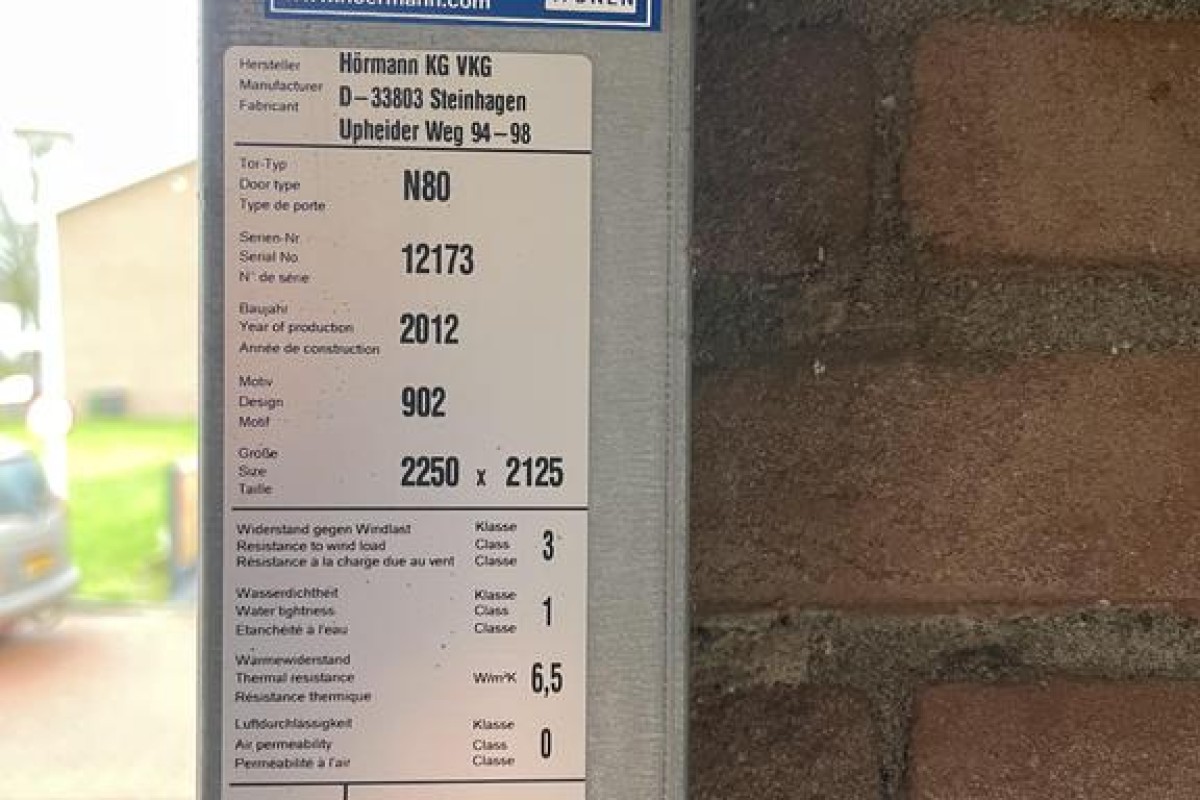 Hersteller
Manufacturer
Fabricant
Hörmann KG VKG
D-33803 Steinhagen
Upheider Weg 94-98
Tor-Typ
Door type
Type de porte
N80
Serien-Nr
Serial No
N° de série
12173
Baujahr
Year of production
Année de construction
2012
Motiv
Design
Motif
902
Größe
Size
Taille
2250 x 2125
Widerstand gegen Windlast
Resistance to wind load
Résistance à la charge due au vent
Klasse
Class
Classe
3
Wasserdichtheit
Water tightness
Etanchéité à l'eau
Klasse
Class
Classe
1
Wärmewiderstand
Thermal resistance
Résistance thermique
W/m²K
6,5
Luftdurchlässigkeit
Air permeability
Perméabilité à l'air
Klasse
Class
Classe
0